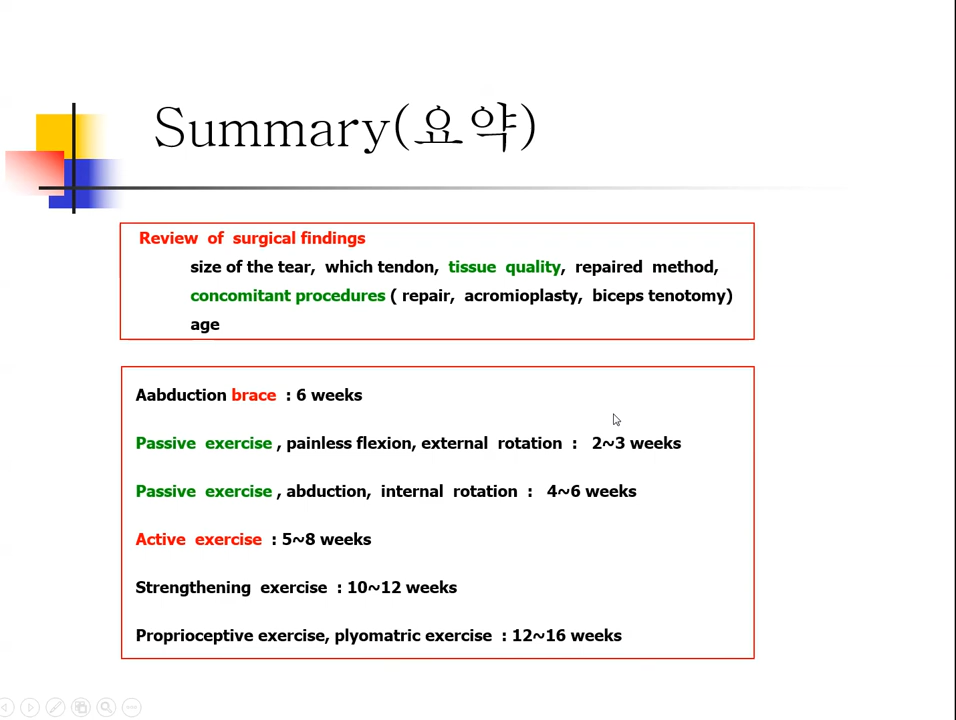 Summary(요약)
Review of surgical findings
size of the tear, which tendon, tissue quality, repaired method,
concomitant procedures ( repair, acromioplasty, biceps tenotomy)
age
Aabduction brace : 6 weeks
Passive exercise , painless flexion, external rotation : 2~3 weeks
Passive exercise , abduction, internal rotation : 4~6 weeks
Active exercise : 5~8 weeks
Strengthening exercise : 10~12 weeks
Proprioceptive exercise, plyomatric exercise : 12~16 weeks